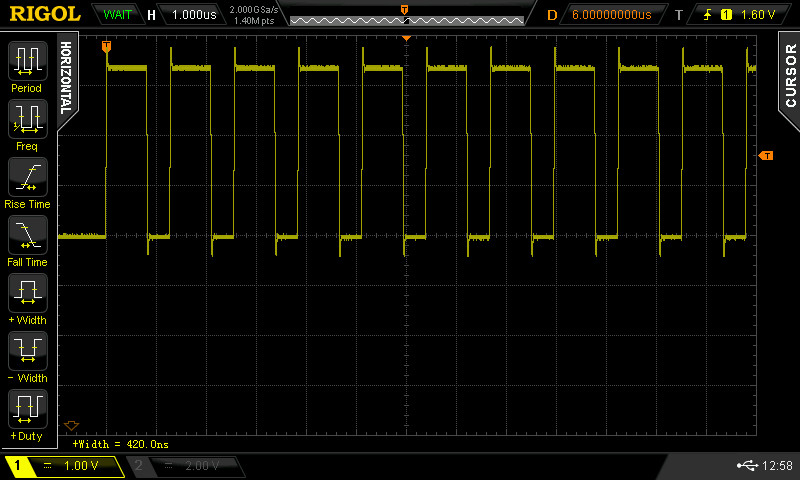 RIGOL WAIT H 1.000us 2.000GSa/s D 6.00000000us T 1 1.60 V
1.40M pts
T
HORIZONTAL
CURSOR
T
Period
Freq
T
Rise Time
Fall Time
+ Width
− Width
+Duty
+Width = 420.0ns
1 1.00 V 2 2.00 V 12:58